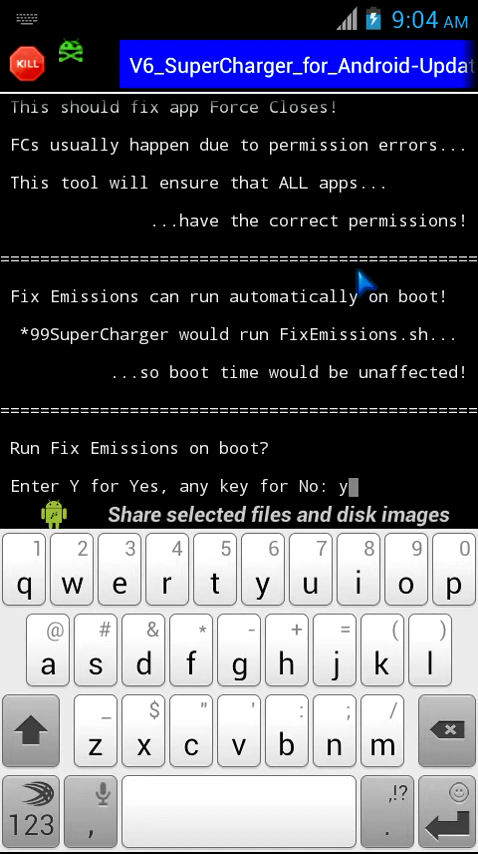 9:04 AM
KILL
V6_SuperCharger_for_Android-Updat
This should fix app Force Closes!
FCs usually happen due to permission errors...
This tool will ensure that ALL apps...
...have the correct permissions!
================================================
Fix Emissions can run automatically on boot!
*99SuperCharger would run FixEmissions.sh...
...so boot time would be unaffected!
================================================
Run Fix Emissions on boot?
Enter Y for Yes, any key for No: y
Share selected files and disk images
1 2 3 4 5 6 7 8 9 0
q w e r t y u i o p
@ # & * - + = ( )
a s d f g h j k l
_ $ " ' : ; /
z x c v b n m
,!?
123 , .